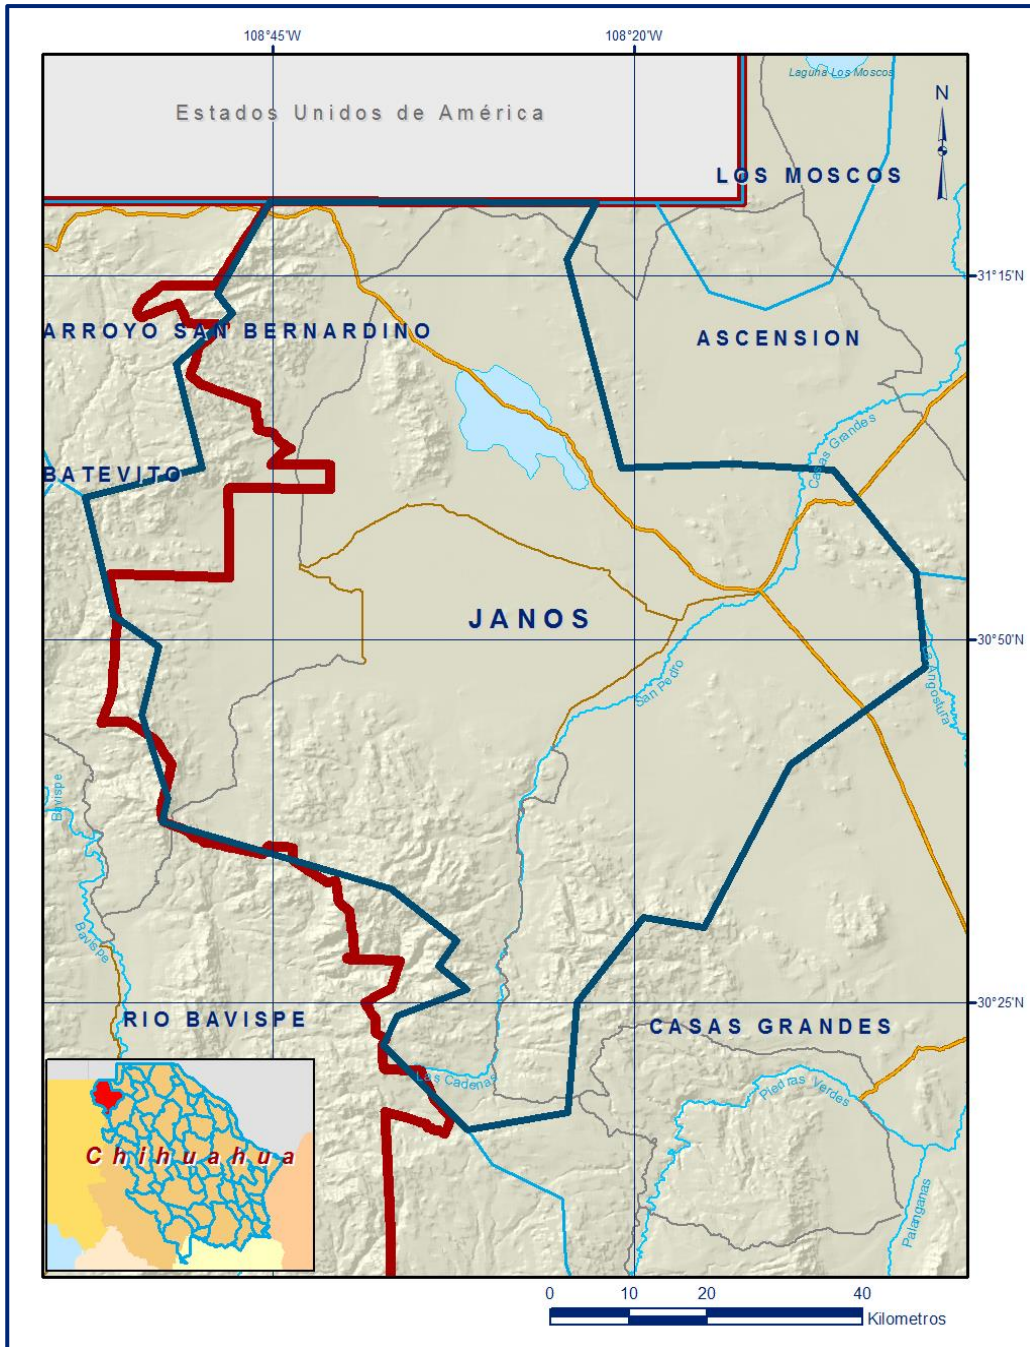 108°45'W
108°20'W
Laguna Los Moscos
Estados Unidos de América
N
LOS MOSCOS
31°15'N
ARROYO SAN BERNARDINO
ASCENSION
Casas Grandes
BATEVITO
JANOS
30°50'N
San Pedro
La Angostura
Bavispe
Bavispe
30°25'N
RIO BAVISPE
CASAS GRANDES
Las Cadenas
Piedras Verdes
Chihuahua
Palanganas
0 10 20 40
Kilometros